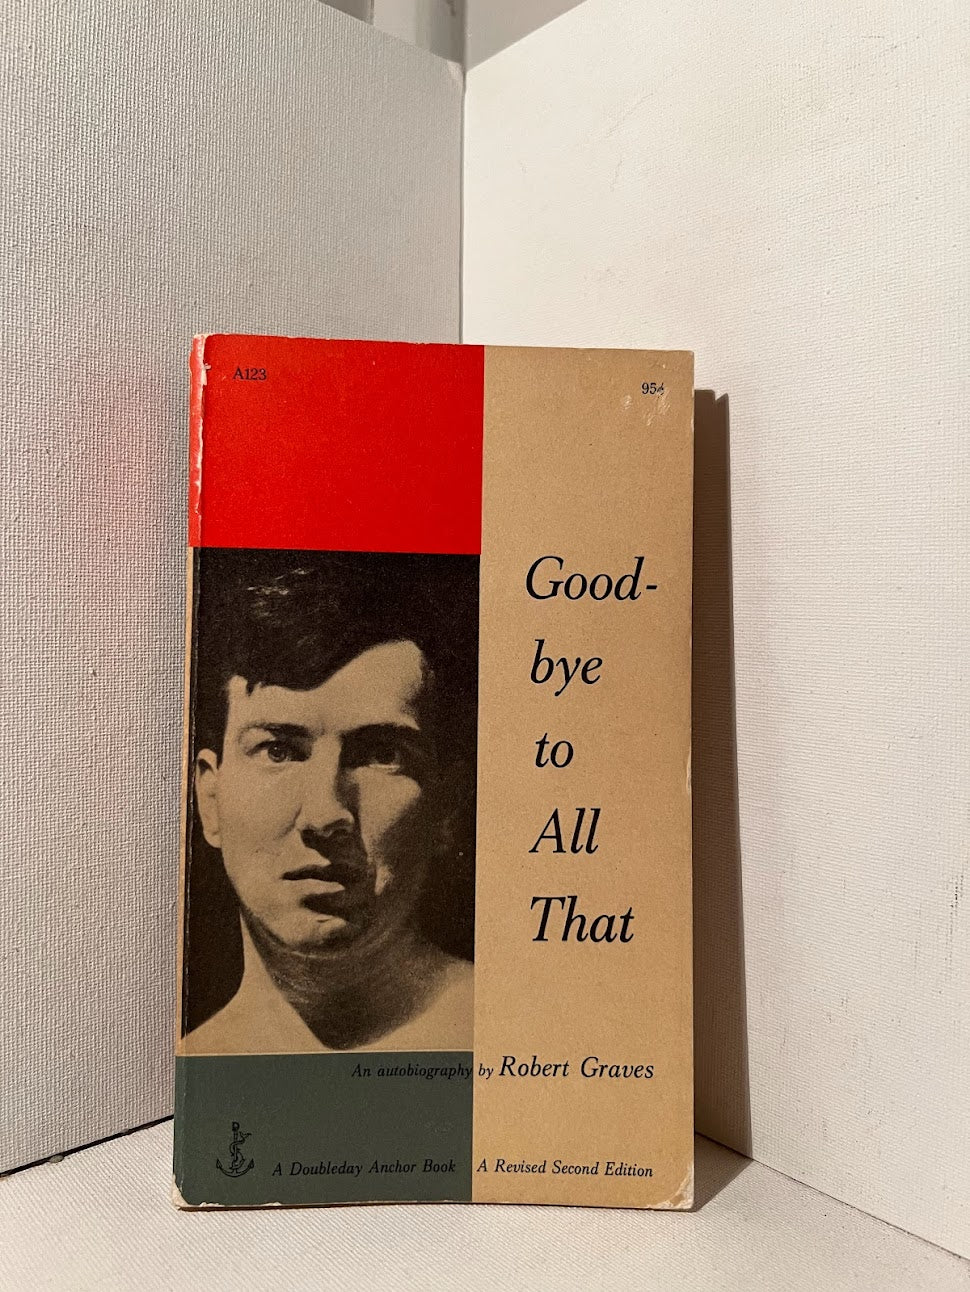 A123
95¢
Good-
bye
to
All
That
An autobiography by Robert Graves
A Doubleday Anchor Book A Revised Second Edition